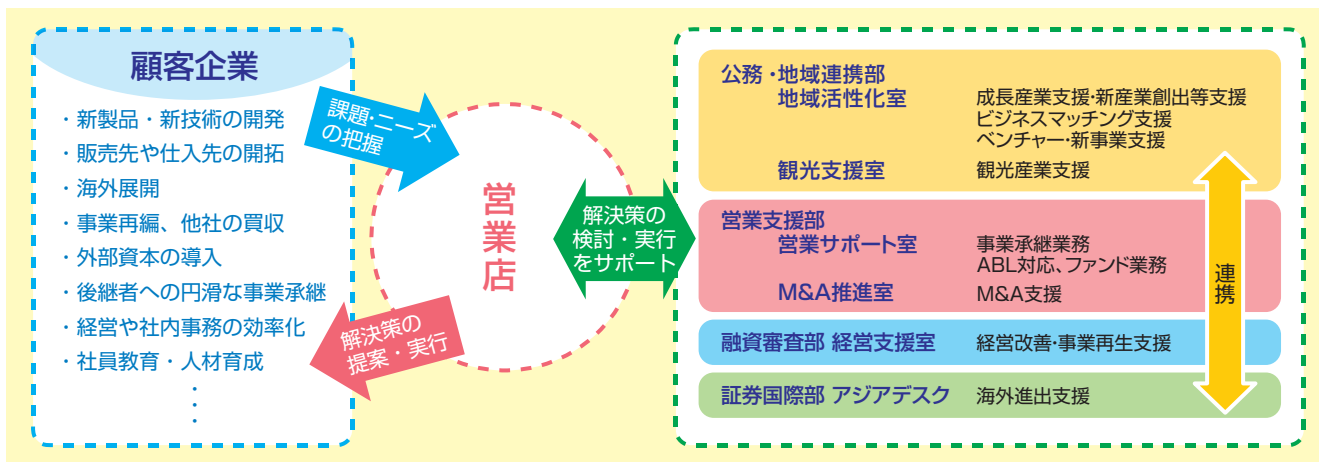 顧客企業
・新製品・新技術の開発
・販売先や仕入先の開拓
・海外展開
・事業再編、他社の買収
・外部資本の導入
・後継者への円滑な事業承継
・経営や社内事務の効率化
・社員教育・人材育成
・
・
・
課題・ニーズ
の把握
営業店
解決策の
提案・実行
解決策の
検討・実行
をサポート
公務・地域連携部
地域活性化室
成長産業支援・新産業創出等支援
ビジネスマッチング支援
ベンチャー・新事業支援
観光支援室
観光産業支援
営業支援部
営業サポート室
事業承継業務
ABL対応、ファンド業務
M&A推進室
M&A支援
融資審査部 経営支援室
経営改善・事業再生支援
証券国際部 アジアデスク
海外進出支援
連携